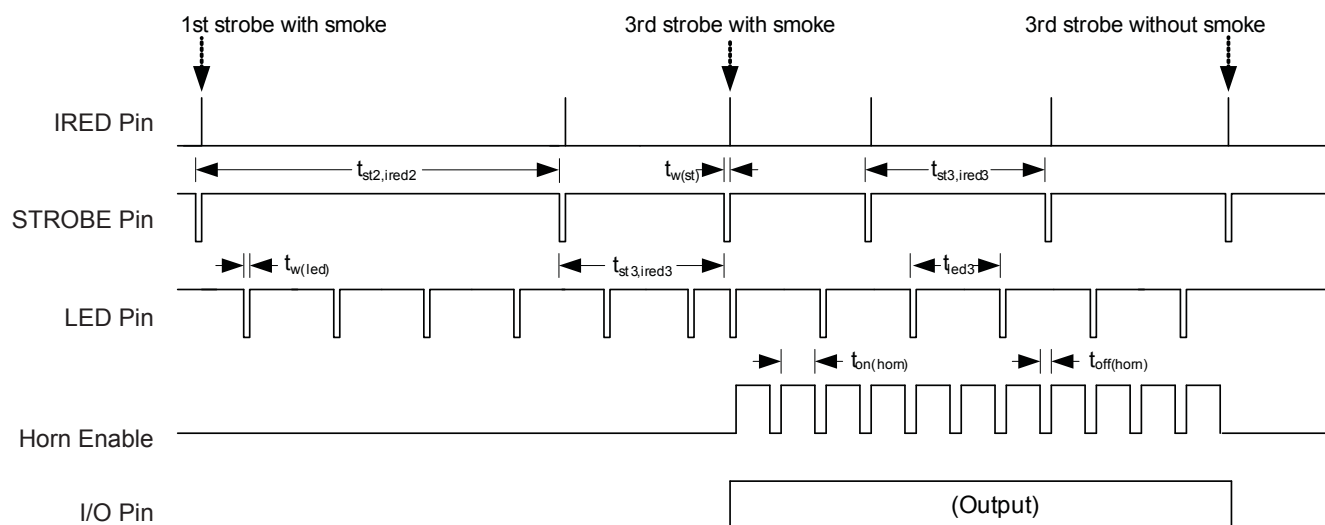 1st strobe with smoke 3rd strobe with smoke 3rd strobe without smoke
IRED Pin
tst2,ired2 tw(st) tst3,ired3
STROBE Pin
tw(led) tst3,ired3 tled3
LED Pin
ton(horn) toff(horn)
Horn Enable
(Output)
I/O Pin